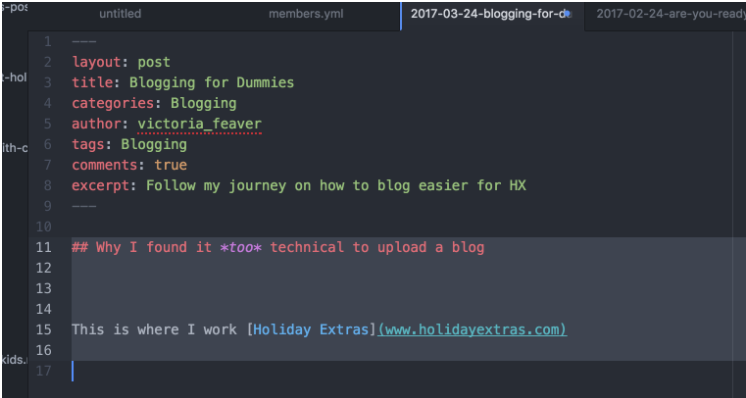 s-pos
untitled
members.yml
2017-03-24-blogging-for-d
2017-02-24-are-you-ready
t-hol
ith-c
kids.
1 ---
2 layout: post
3 title: Blogging for Dummies
4 categories: Blogging
5 author: victoria_feaver
6 tags: Blogging
7 comments: true
8 excerpt: Follow my journey on how to blog easier for HX
9 ---
10
11 ## Why I found it *too* technical to upload a blog
12
13
14
15 This is where I work [Holiday Extras](www.holidayextras.com)
16
17